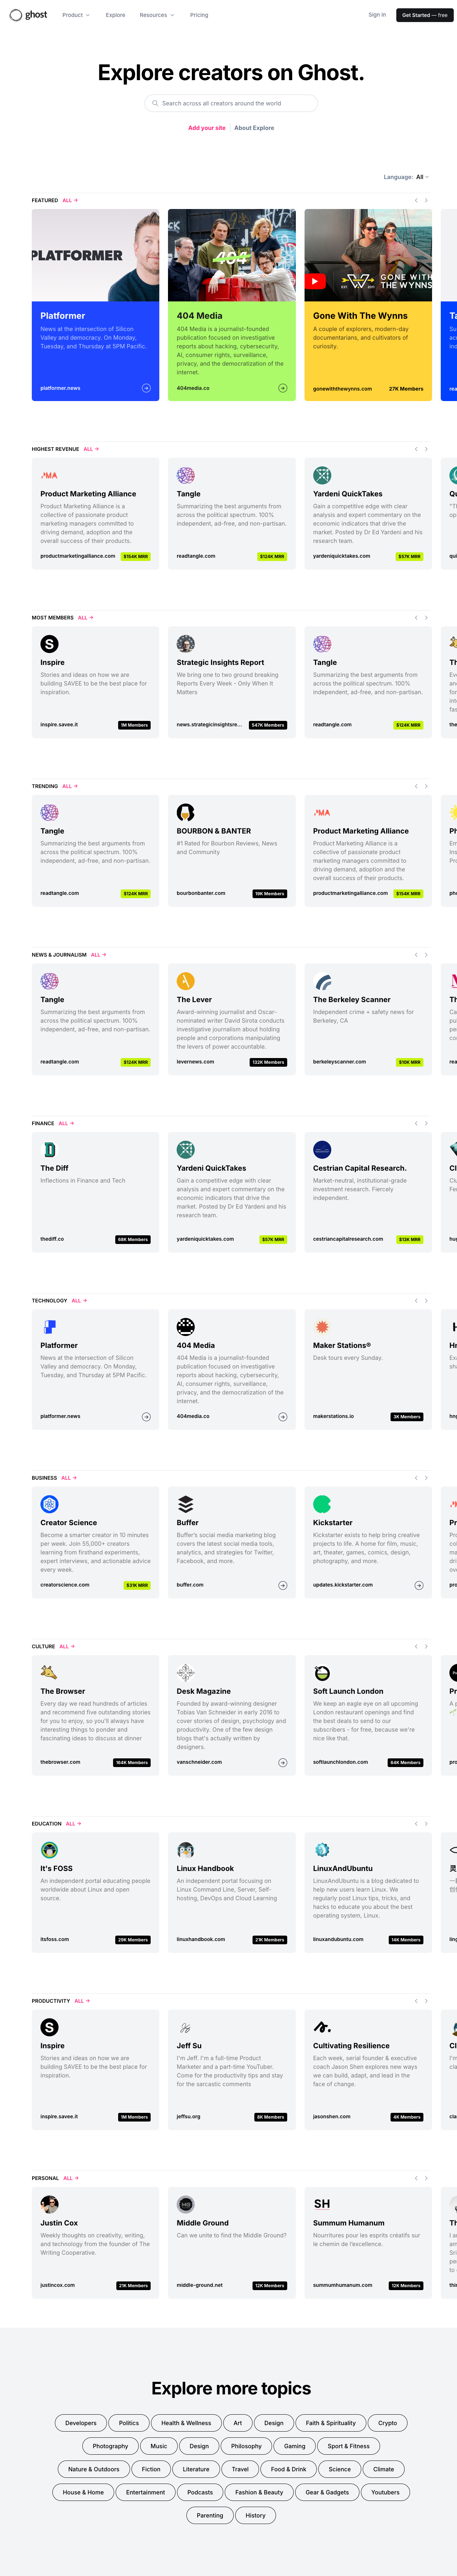 ghost
Product
Explore
Resources
Pricing
Sign in
Get Started — free
Explore creators on Ghost.
Search across all creators around the world
Add your site
About Explore
Language: All
FEATURED ALL →
PLATFORMER
Platformer
News at the intersection of Silicon
Valley and democracy. On Monday,
Tuesday, and Thursday at 5PM Pacific.
platformer.news
404 Media
404 Media is a journalist-founded
publication focused on investigative
reports about hacking, cybersecurity,
AI, consumer rights, surveillance,
privacy, and the democratization of the
internet.
404media.co
GONE WITH
THE WYNNS
Gone With The Wynns
A couple of explorers, modern-day
documentarians, and cultivators of
curiosity.
gonewiththewynns.com
27K Members
HIGHEST REVENUE ALL →
Product Marketing Alliance
Product Marketing Alliance is a
collective of passionate product
marketing managers committed to
driving demand, adoption and the
overall success of their products.
productmarketingalliance.com
$154K MRR
Tangle
Summarizing the best arguments from
across the political spectrum. 100%
independent, ad-free, and non-partisan.
readtangle.com
$124K MRR
Yardeni QuickTakes
Gain a competitive edge with clear
analysis and expert commentary on the
economic indicators that drive the
market. Posted by Dr Ed Yardeni and his
research team.
yardeniquicktakes.com
$57K MRR
MOST MEMBERS ALL →
Inspire
Stories and ideas on how we are
building SAVEE to be the best place for
inspiration.
inspire.savee.it
1M Members
Strategic Insights Report
We bring one to two ground breaking
Reports Every Week - Only When It
Matters
news.strategicinsightsre...
547K Members
Tangle
Summarizing the best arguments from
across the political spectrum. 100%
independent, ad-free, and non-partisan.
readtangle.com
$124K MRR
TRENDING ALL →
Tangle
Summarizing the best arguments from
across the political spectrum. 100%
independent, ad-free, and non-partisan.
readtangle.com
$124K MRR
BOURBON & BANTER
#1 Rated for Bourbon Reviews, News
and Community
bourbonbanter.com
19K Members
Product Marketing Alliance
Product Marketing Alliance is a
collective of passionate product
marketing managers committed to
driving demand, adoption and the
overall success of their products.
productmarketingalliance.com
$154K MRR
NEWS & JOURNALISM ALL →
Tangle
Summarizing the best arguments from
across the political spectrum. 100%
independent, ad-free, and non-partisan.
readtangle.com
$124K MRR
The Lever
Award-winning journalist and Oscar-
nominated writer David Sirota conducts
investigative journalism about holding
people and corporations manipulating
the levers of power accountable.
levernews.com
132K Members
The Berkeley Scanner
Independent crime + safety news for
Berkeley, CA
berkeleyscanner.com
$10K MRR
FINANCE ALL →
The Diff
Inflections in Finance and Tech
thediff.co
68K Members
Yardeni QuickTakes
Gain a competitive edge with clear
analysis and expert commentary on the
economic indicators that drive the
market. Posted by Dr Ed Yardeni and his
research team.
yardeniquicktakes.com
$57K MRR
Cestrian Capital Research.
Market-neutral, institutional-grade
investment research. Fiercely
independent.
cestriancapitalresearch.com
$13K MRR
TECHNOLOGY ALL →
Platformer
News at the intersection of Silicon
Valley and democracy. On Monday,
Tuesday, and Thursday at 5PM Pacific.
platformer.news
404 Media
404 Media is a journalist-founded
publication focused on investigative
reports about hacking, cybersecurity,
AI, consumer rights, surveillance,
privacy, and the democratization of the
internet.
404media.co
Maker Stations®
Desk tours every Sunday.
makerstations.io
3K Members
BUSINESS ALL →
Creator Science
Become a smarter creator in 10 minutes
per week. Join 55,000+ creators
learning from firsthand experiments,
expert interviews, and actionable advice
every week.
creatorscience.com
$31K MRR
Buffer
Buffer's social media marketing blog
covers the latest social media tools,
analytics, and strategies for Twitter,
Facebook, and more.
buffer.com
Kickstarter
Kickstarter exists to help bring creative
projects to life. A home for film, music,
art, theater, games, comics, design,
photography, and more.
updates.kickstarter.com
CULTURE ALL →
The Browser
Every day we read hundreds of articles
and recommend five outstanding stories
for you to enjoy, so you'll always have
interesting things to ponder and
fascinating ideas to discuss at dinner
thebrowser.com
164K Members
Desk Magazine
Founded by award-winning designer
Tobias Van Schneider in early 2016 to
cover stories of design, psychology and
productivity. One of the few design
blogs that's actually written by
designers.
vanschneider.com
Soft Launch London
We keep an eagle eye on all upcoming
London restaurant openings and find
the best deals to send to our
subscribers - for free, because we're
nice like that.
softlaunchlondon.com
64K Members
EDUCATION ALL →
It's FOSS
An independent portal educating people
worldwide about Linux and open
source.
itsfoss.com
29K Members
Linux Handbook
An independent portal focusing on
Linux Command Line, Server, Self-
hosting, DevOps and Cloud Learning
linuxhandbook.com
21K Members
LinuxAndUbuntu
LinuxAndUbuntu is a blog dedicated to
help new users learn Linux. We
regularly post Linux tips, tricks, and
hacks to educate you about the best
operating system, Linux.
linuxandubuntu.com
14K Members
PRODUCTIVITY ALL →
Inspire
Stories and ideas on how we are
building SAVEE to be the best place for
inspiration.
inspire.savee.it
1M Members
Jeff Su
I'm Jeff. I'm a full-time Product
Marketer and a part-time YouTuber.
Come for the productivity tips and stay
for the sarcastic comments
jeffsu.org
8K Members
Cultivating Resilience
Each week, serial founder & executive
coach Jason Shen explores new ways
we can build, adapt, and lead in the
face of change.
jasonshen.com
4K Members
PERSONAL ALL →
Justin Cox
Weekly thoughts on creativity, writing,
and technology from the founder of The
Writing Cooperative.
justincox.com
21K Members
Middle Ground
Can we unite to find the Middle Ground?
middle-ground.net
12K Members
SH
Summum Humanum
Nourritures pour les esprits créatifs sur
le chemin de l'excellence.
summumhumanum.com
12K Members
Explore more topics
Developers
Politics
Health & Wellness
Art
Design
Faith & Spirituality
Crypto
Photography
Music
Design
Philosophy
Gaming
Sport & Fitness
Nature & Outdoors
Fiction
Literature
Travel
Food & Drink
Science
Climate
House & Home
Entertainment
Podcasts
Fashion & Beauty
Gear & Gadgets
Youtubers
Parenting
History